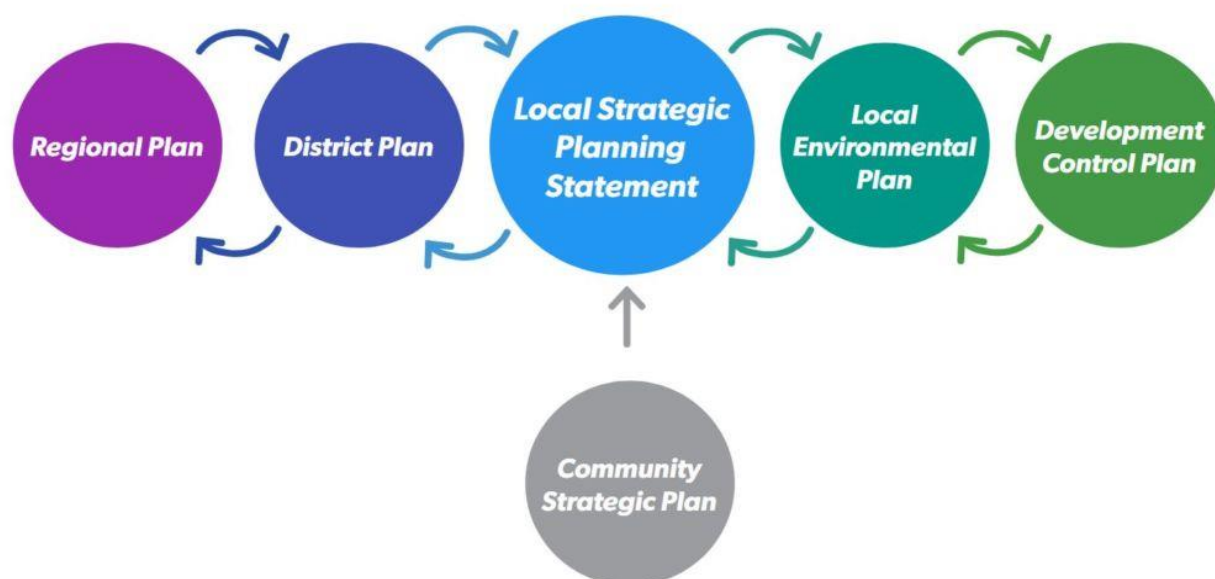 Regional Plan
District Plan
Local Strategic
Planning
Statement
Local
Environmental
Plan
Development
Control Plan
Community
Strategic Plan